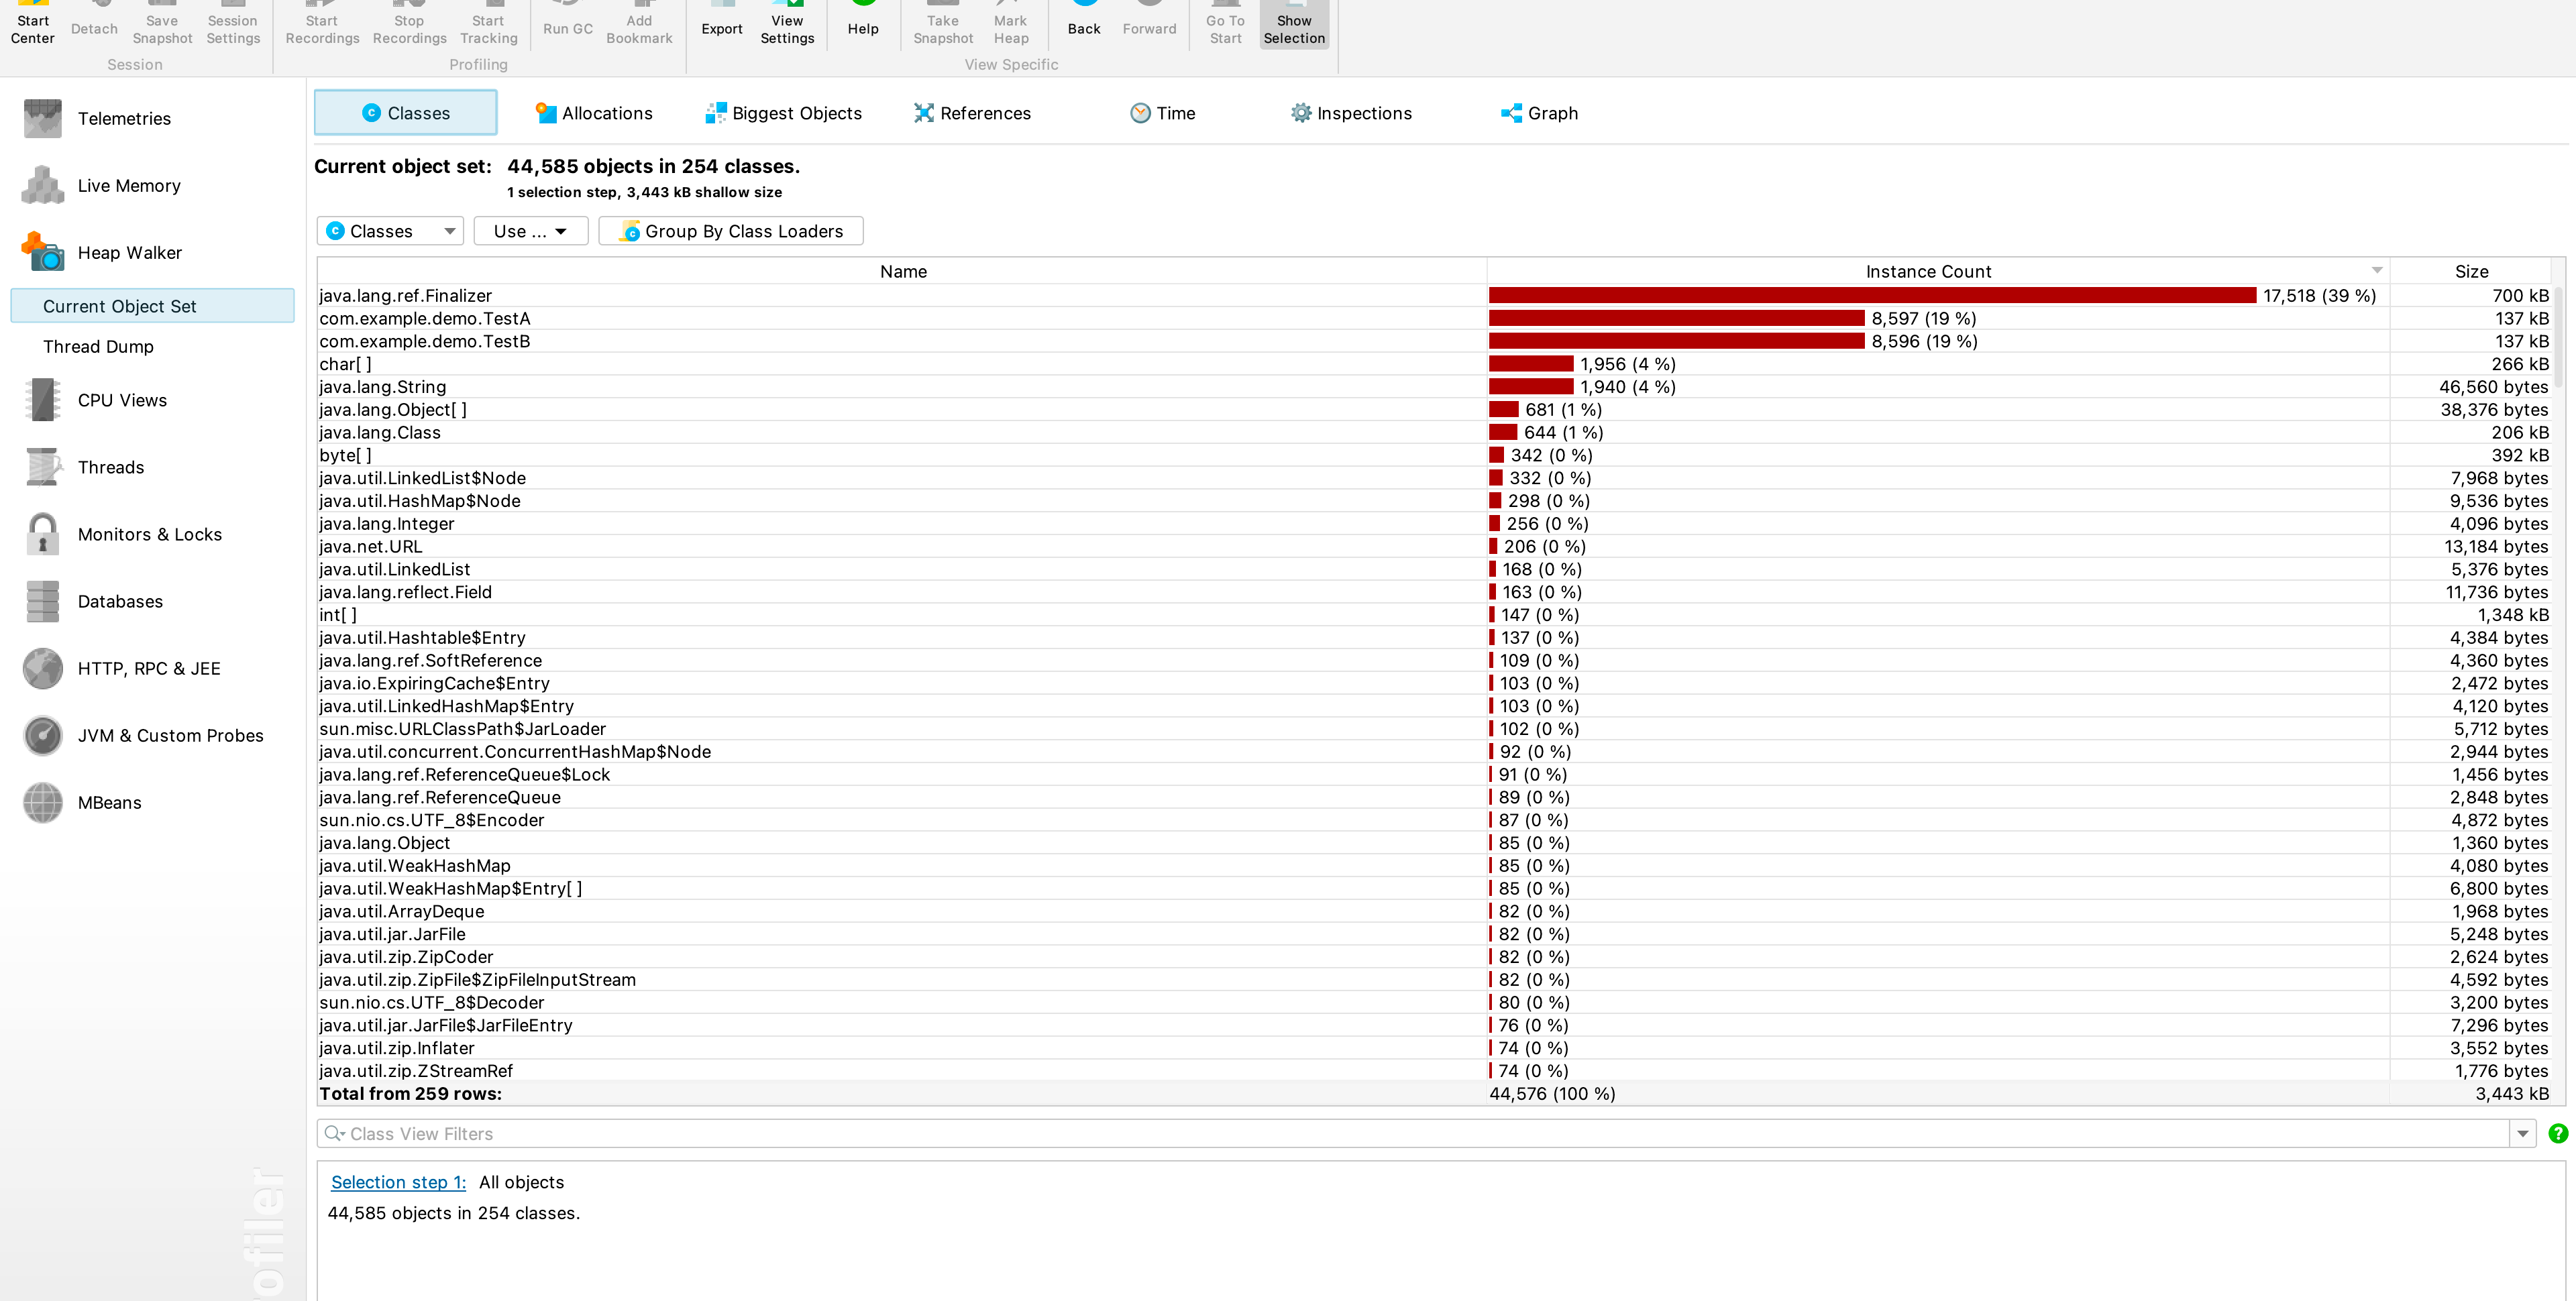 Start Center
Detach
Save Snapshot
Session Settings
Start Recordings
Stop Recordings
Start Tracking
Run GC
Add Bookmark
Export
View Settings
Help
Take Snapshot
Mark Heap
Back
Forward
Go To Start
Show Selection
Session
Profiling
View Specific
Telemetries
Live Memory
Heap Walker
Current Object Set
Thread Dump
CPU Views
Threads
Monitors & Locks
Databases
HTTP, RPC & JEE
JVM & Custom Probes
MBeans
ofiler
Classes
Allocations
Biggest Objects
References
Time
Inspections
Graph
Current object set: 44,585 objects in 254 classes.
1 selection step, 3,443 kB shallow size
Classes
Use ...
Group By Class Loaders
Name Instance Count Size
java.lang.ref.Finalizer 17,518 (39 %) 700 kB
com.example.demo.TestA 8,597 (19 %) 137 kB
com.example.demo.TestB 8,596 (19 %) 137 kB
char[ ] 1,956 (4 %) 266 kB
java.lang.String 1,940 (4 %) 46,560 bytes
java.lang.Object[ ] 681 (1 %) 38,376 bytes
java.lang.Class 644 (1 %) 206 kB
byte[ ] 342 (0 %) 392 kB
java.util.LinkedList$Node 332 (0 %) 7,968 bytes
java.util.HashMap$Node 298 (0 %) 9,536 bytes
java.lang.Integer 256 (0 %) 4,096 bytes
java.net.URL 206 (0 %) 13,184 bytes
java.util.LinkedList 168 (0 %) 5,376 bytes
java.lang.reflect.Field 163 (0 %) 11,736 bytes
int[ ] 147 (0 %) 1,348 kB
java.util.Hashtable$Entry 137 (0 %) 4,384 bytes
java.lang.ref.SoftReference 109 (0 %) 4,360 bytes
java.io.ExpiringCache$Entry 103 (0 %) 2,472 bytes
java.util.LinkedHashMap$Entry 103 (0 %) 4,120 bytes
sun.misc.URLClassPath$JarLoader 102 (0 %) 5,712 bytes
java.util.concurrent.ConcurrentHashMap$Node 92 (0 %) 2,944 bytes
java.lang.ref.ReferenceQueue$Lock 91 (0 %) 1,456 bytes
java.lang.ref.ReferenceQueue 89 (0 %) 2,848 bytes
sun.nio.cs.UTF_8$Encoder 87 (0 %) 4,872 bytes
java.lang.Object 85 (0 %) 1,360 bytes
java.util.WeakHashMap 85 (0 %) 4,080 bytes
java.util.WeakHashMap$Entry[ ] 85 (0 %) 6,800 bytes
java.util.ArrayDeque 82 (0 %) 1,968 bytes
java.util.jar.JarFile 82 (0 %) 5,248 bytes
java.util.zip.ZipCoder 82 (0 %) 2,624 bytes
java.util.zip.ZipFile$ZipFileInputStream 82 (0 %) 4,592 bytes
sun.nio.cs.UTF_8$Decoder 80 (0 %) 3,200 bytes
java.util.jar.JarFile$JarFileEntry 76 (0 %) 7,296 bytes
java.util.zip.Inflater 74 (0 %) 3,552 bytes
java.util.zip.ZStreamRef 74 (0 %) 1,776 bytes
Total from 259 rows: 44,576 (100 %) 3,443 kB
Class View Filters
Selection step 1: All objects
44,585 objects in 254 classes.